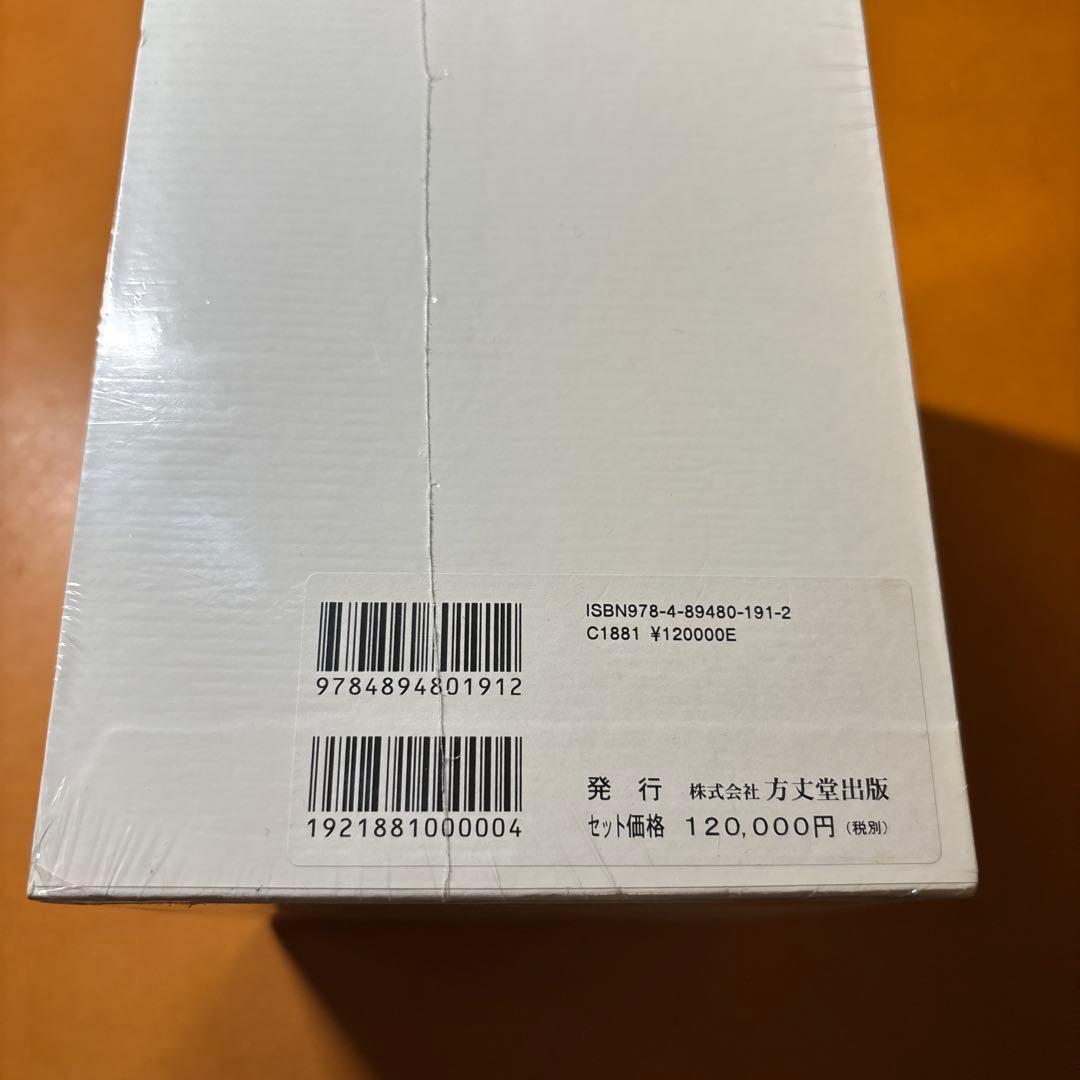 ISBN978-4-89480-191-2
C1881 ¥120000E
9784894801912
1921881000004
発 行 株式会社 方丈堂出版
セット価格 120,000円（税別）